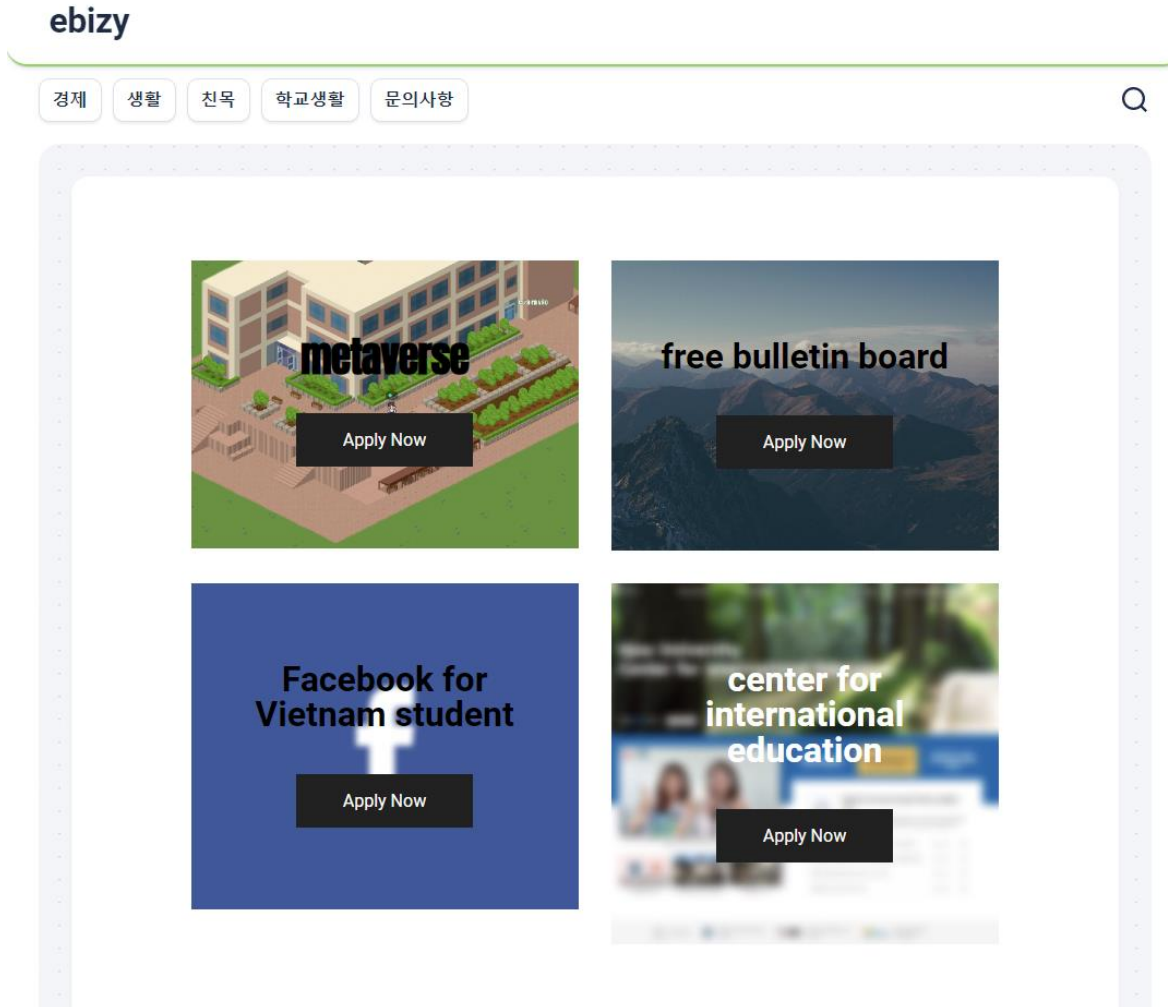 ebizy
경제 생활 친목 학교생활 문의사항
metaverse
free bulletin board
Apply Now
Apply Now
Facebook for
Vietnam student
center for
international
education
Apply Now
Apply Now